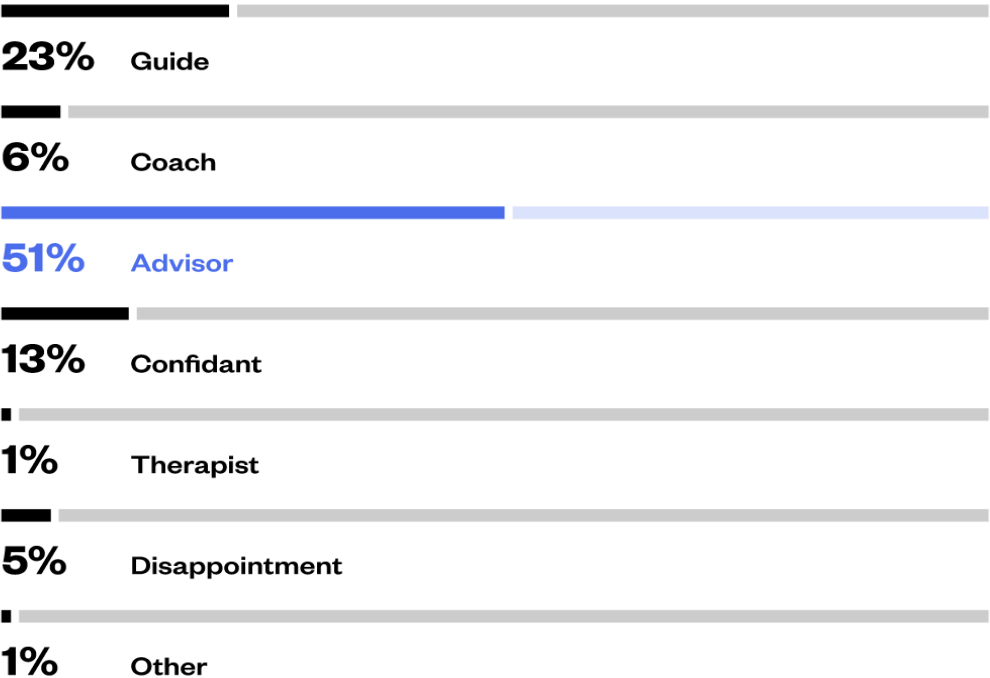 23% Guide
6% Coach
51% Advisor
13% Confidant
1% Therapist
5% Disappointment
1% Other